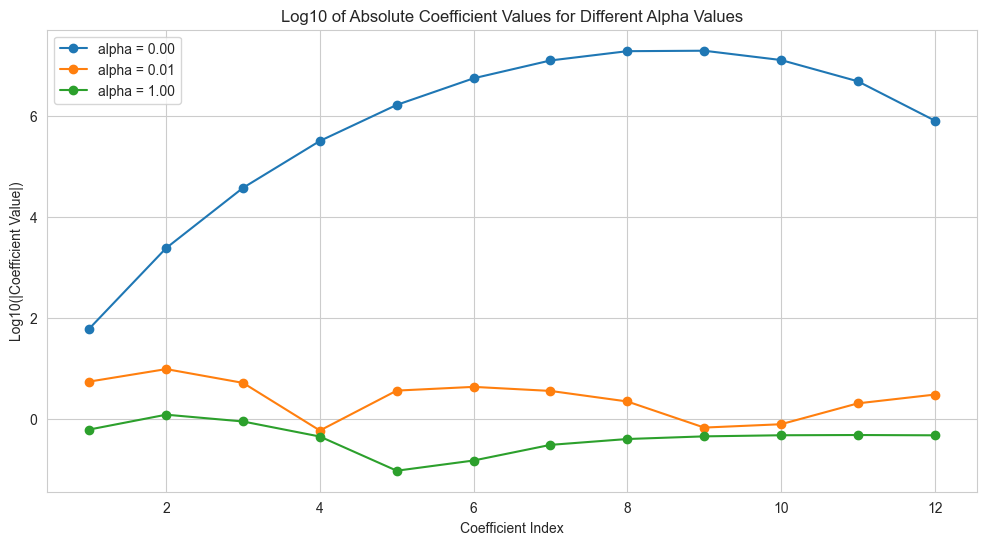 Log10 of Absolute Coefficient Values for Different Alpha Values
alpha = 0.00
alpha = 0.01
alpha = 1.00
Log10(|Coefficient Value|)
6
4
2
0
2 4 6 8 10 12
Coefficient Index